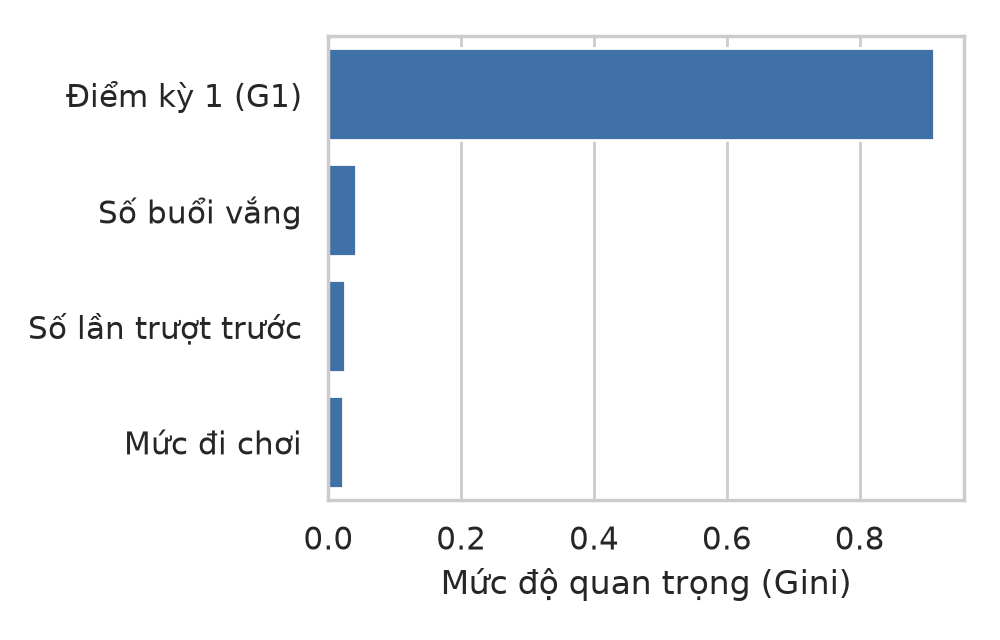 Điểm kỳ 1 (G1)
Số buổi vắng
Số lần trượt trước
Mức đi chơi
0.0 0.2 0.4 0.6 0.8
Mức độ quan trọng (Gini)